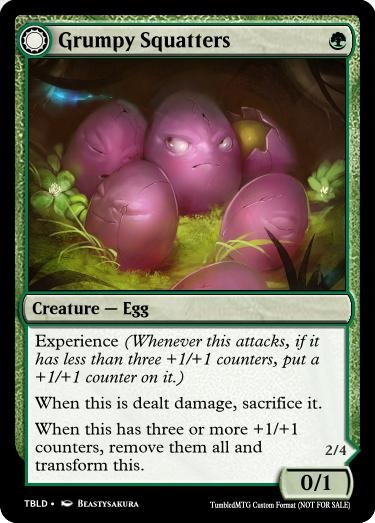 Grumpy Squatters
Creature — Egg
Experience (Whenever this attacks, if it
has less than three +1/+1 counters, put a
+1/+1 counter on it.)
When this is dealt damage, sacrifice it.
When this has three or more +1/+1
counters, remove them all and
transform this.
2/4
0/1
TBLD • Beastysakura
TumbledMTG Custom Format (NOT FOR SALE)